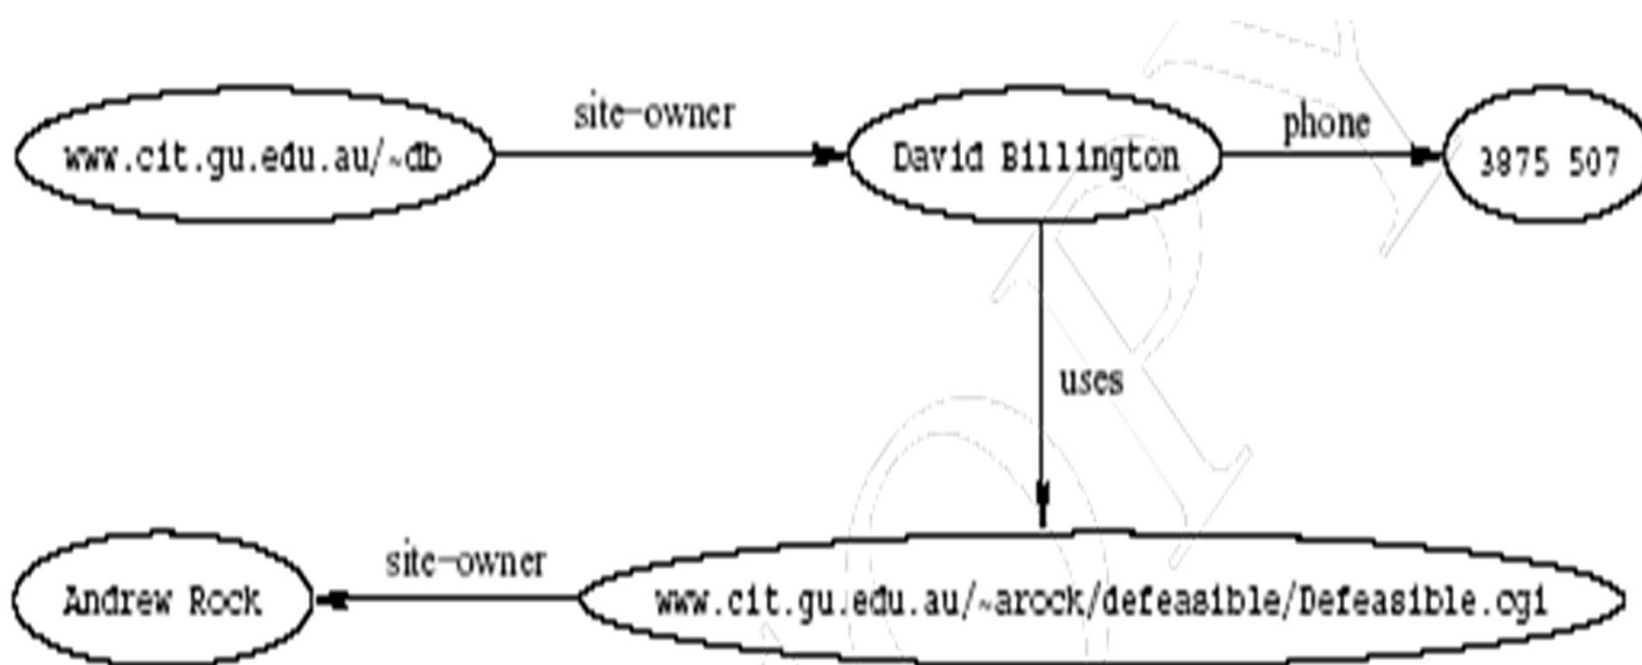 site-owner
phone
www.cit.gu.edu.au/~db
David Billington
3875 507
uses
site-owner
Andrew Rock
www.cit.gu.edu.au/~arock/defeasible/Defeasible.cgi